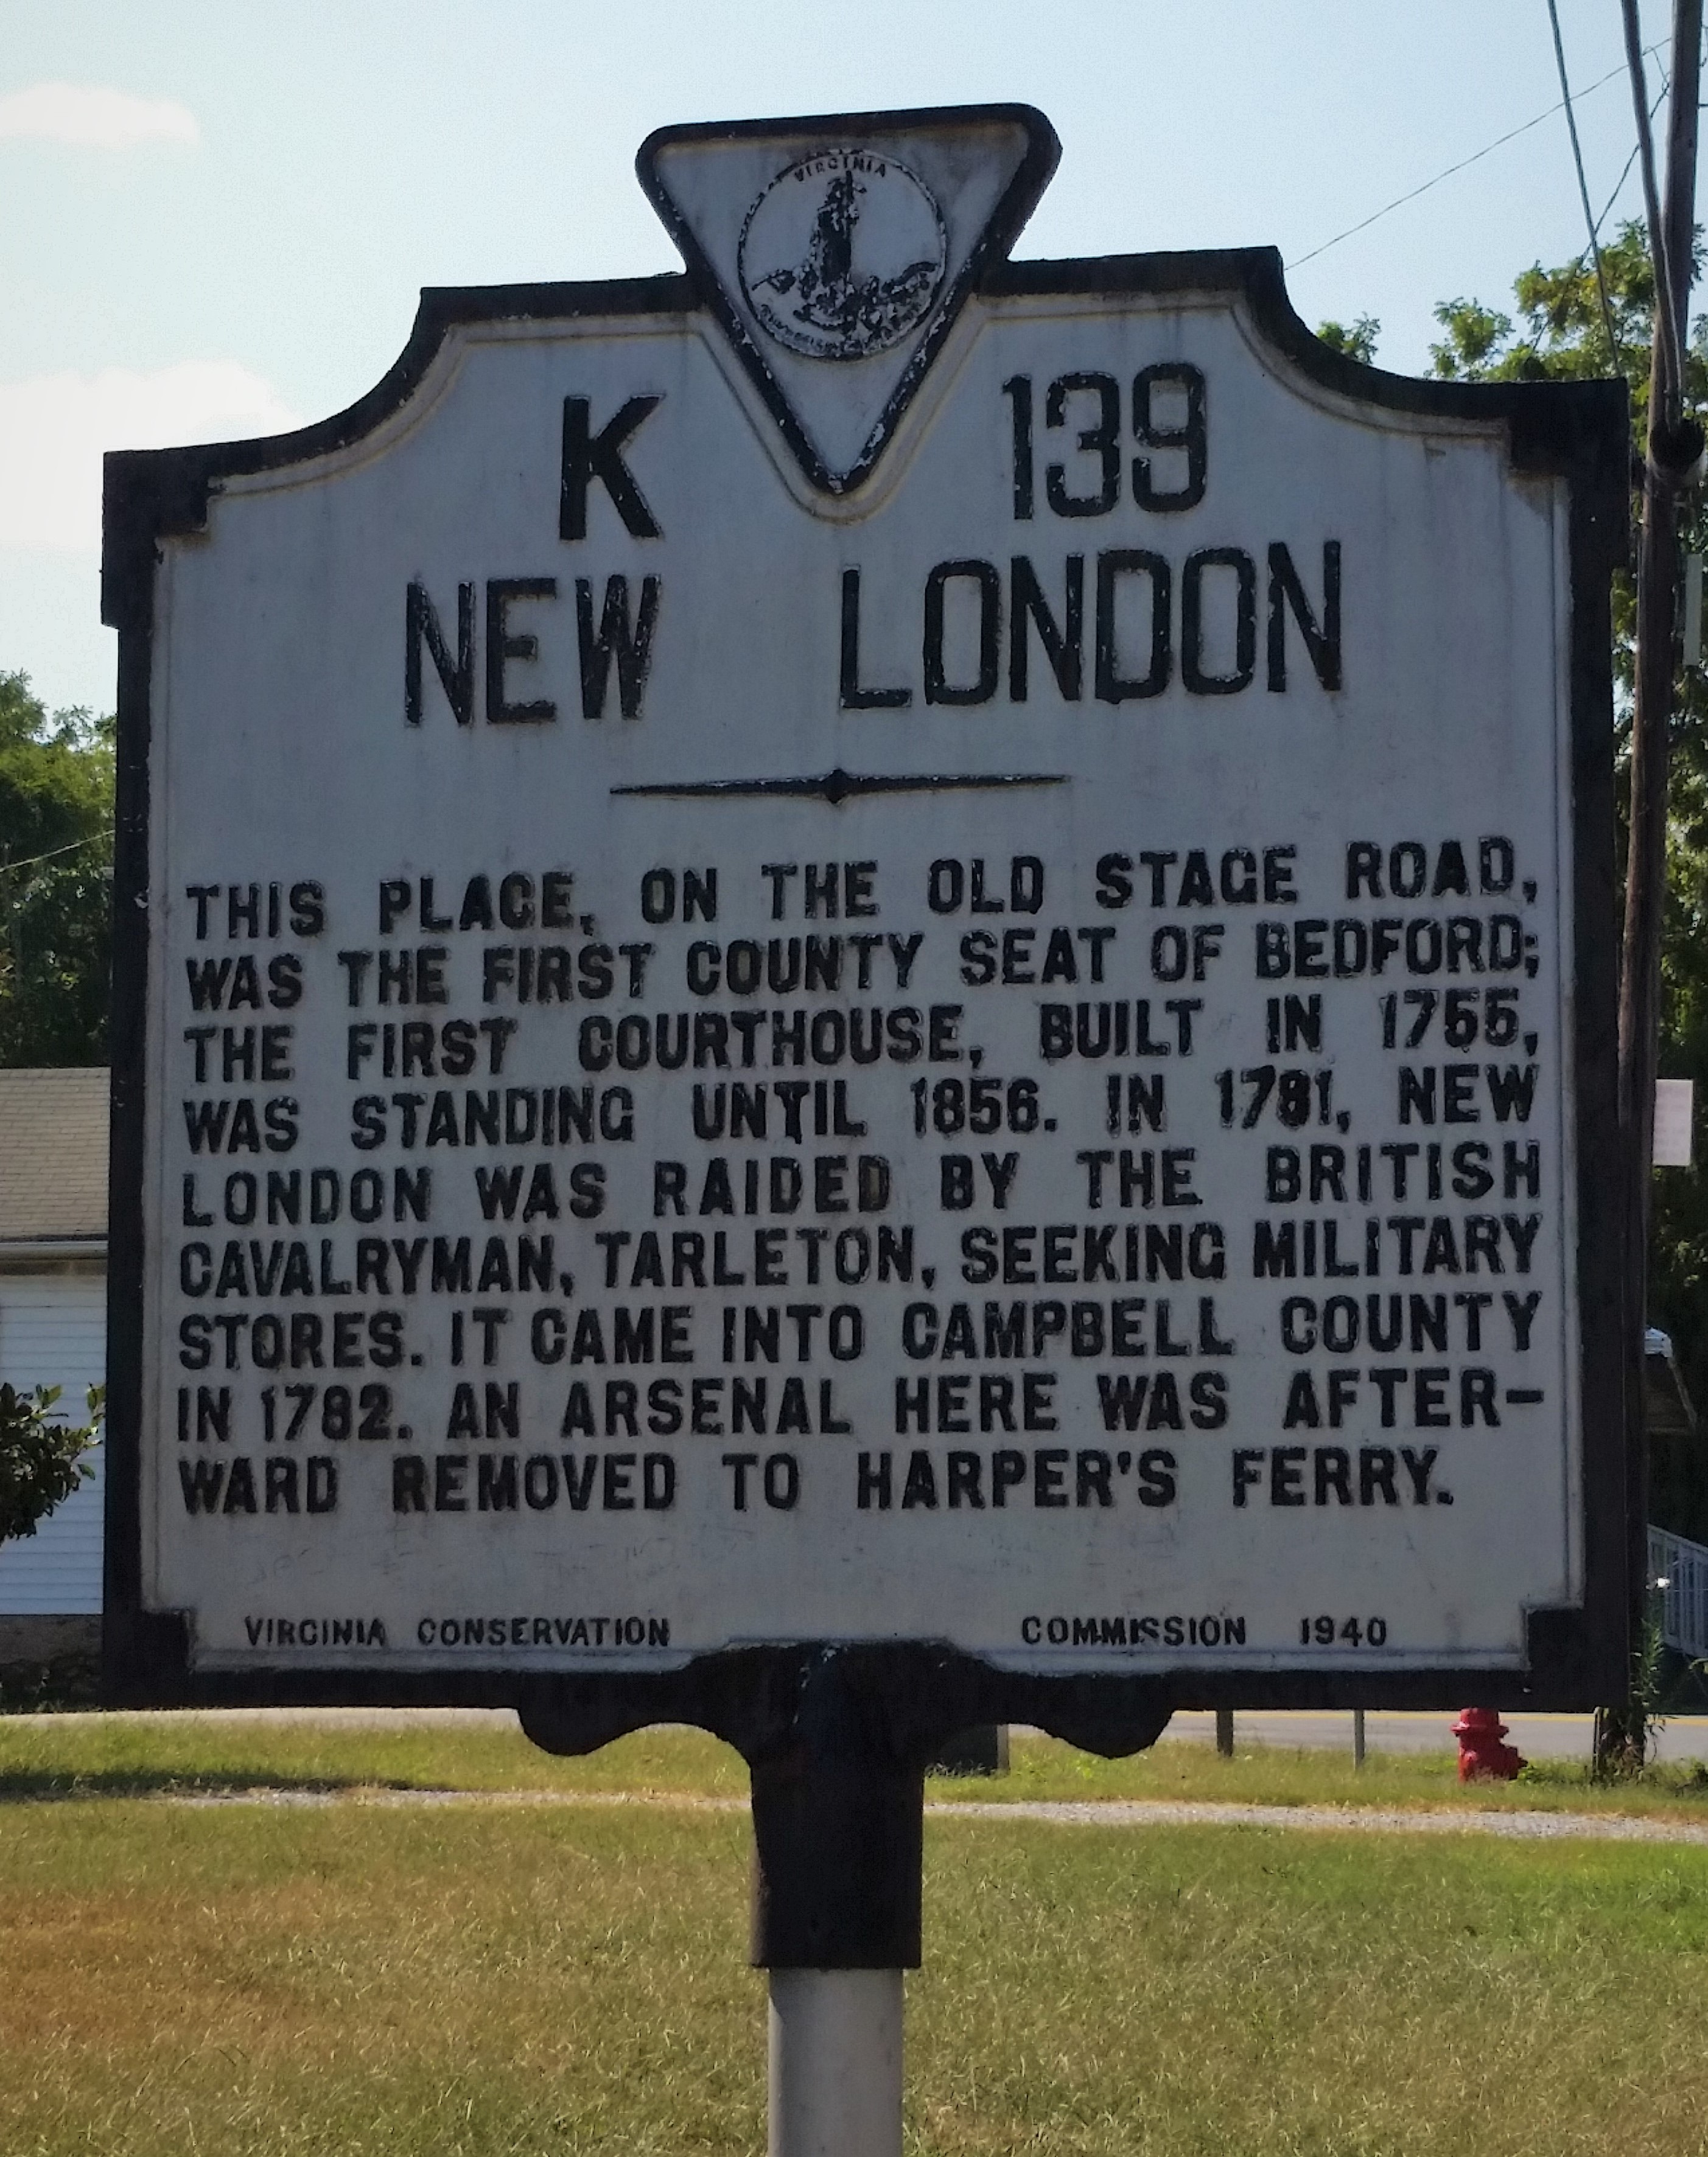 VIRGINIA
K 139
NEW LONDON
THIS PLACE, ON THE OLD STAGE ROAD,
WAS THE FIRST COUNTY SEAT OF BEDFORD;
THE FIRST COURTHOUSE, BUILT IN 1755,
WAS STANDING UNTIL 1856. IN 1781, NEW
LONDON WAS RAIDED BY THE BRITISH
CAVALRYMAN, TARLETON, SEEKING MILITARY
STORES. IT CAME INTO CAMPBELL COUNTY
IN 1782. AN ARSENAL HERE WAS AFTER-
WARD REMOVED TO HARPER'S FERRY.
VIRGINIA CONSERVATION COMMISSION 1940